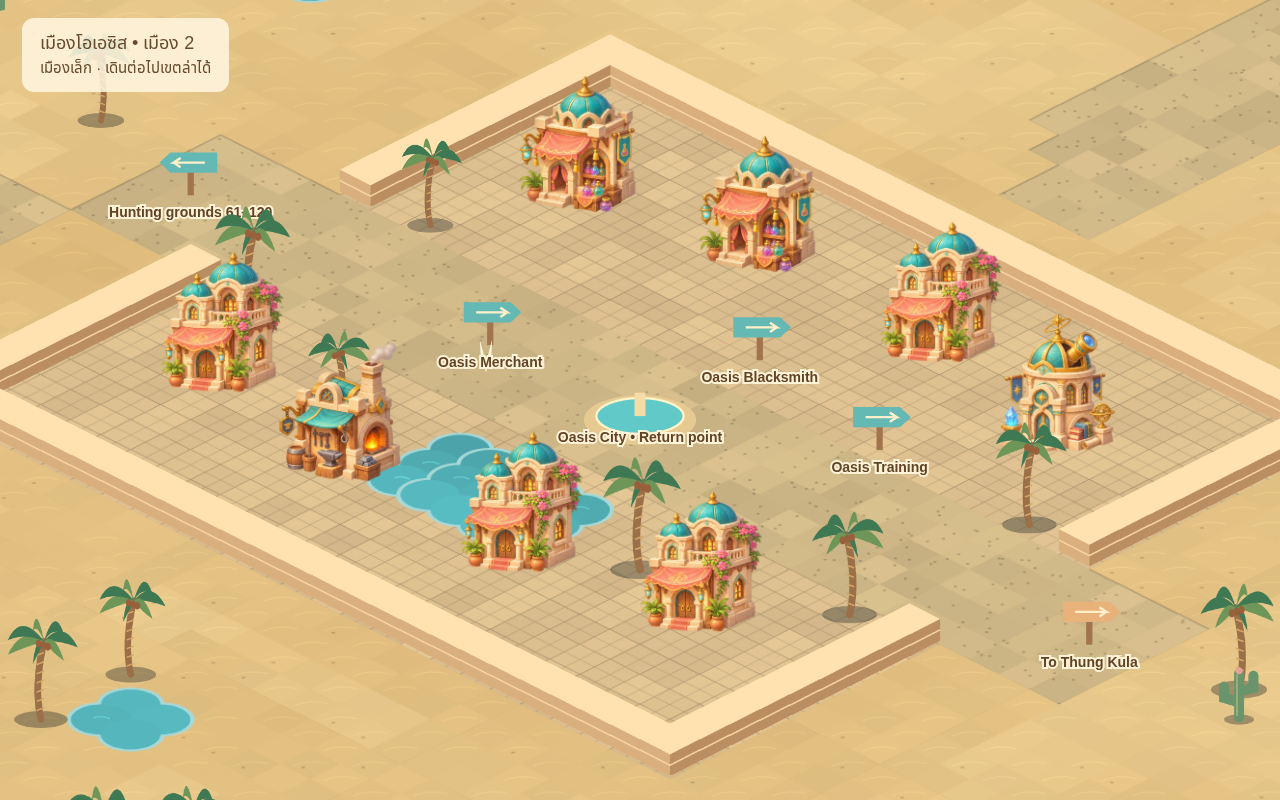 เมืองโอเอซิส • เมือง 2
เมืองเล็ก · เดินต่อไปเขตล่าได้
Hunting grounds 61–120
Oasis Merchant
Oasis Blacksmith
Oasis City • Return point
Oasis Training
To Thung Kula